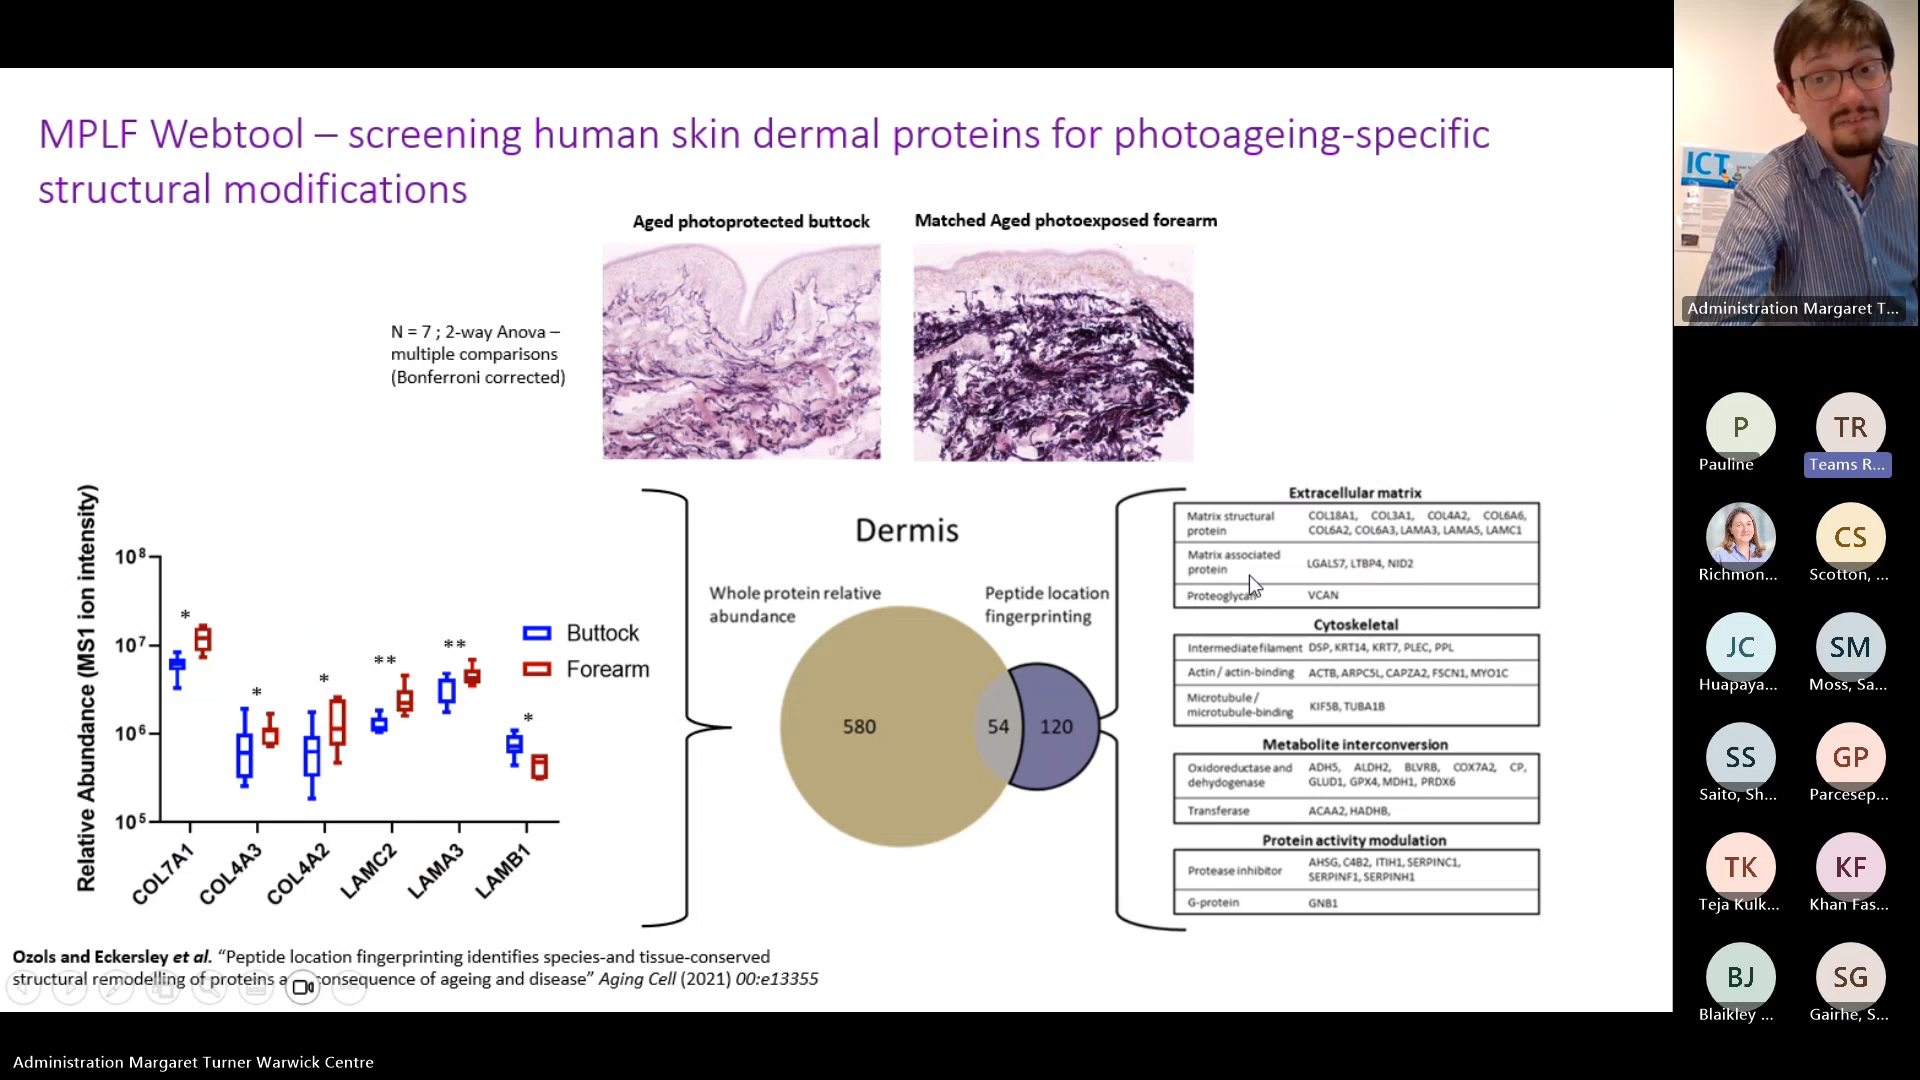 MPLF Webtool – screening human skin dermal proteins for photoageing-specific
structural modifications
Aged photoprotected buttock
Matched Aged photoexposed forearm
N = 7 ; 2-way Anova –
multiple comparisons
(Bonferroni corrected)
Relative Abundance (MS1 ion intensity)
10⁸
10⁷
10⁶
10⁵
*
*
*
**
**
*
Buttock
Forearm
COL7A1
COL4A3
COL4A2
LAMC2
LAMA3
LAMB1
Dermis
Whole protein relative
abundance
Peptide location
fingerprinting
580
54
120
Extracellular matrix
Matrix structural
protein
COL18A1, COL3A1, COL4A2, COL6A6,
COL6A2, COL6A3, LAMA3, LAMA5, LAMC1
Matrix associated
protein
LGALS7, LTBP4, NID2
Proteoglycan
VCAN
Cytoskeletal
Intermediate filament DSP, KRT14, KRT7, PLEC, PPL
Actin / actin-binding ACTB, ARPC5L, CAPZA2, FSCN1, MYO1C
Microtubule /
microtubule-binding
KIF5B, TUBA1B
Metabolite interconversion
Oxidoreductase and
dehydogenase
ADH5, ALDH2, BLVRB, COX7A2, CP,
GLUD1, GPX4, MDH1, PRDX6
Transferase
ACAA2, HADHB,
Protein activity modulation
Protease inhibitor
AHSG, C4B2, ITIH1, SERPINC1,
SERPINF1, SERPINH1
G-protein
GNB1
Ozols and Eckersley et al. “Peptide location fingerprinting identifies species-and tissue-conserved
structural remodelling of proteins a consequence of ageing and disease” Aging Cell (2021) 00:e13355
Administration Margaret Turner Warwick Centre
ICT
Administration Margaret T...
P
Pauline
TR
Teams R...
Richmon...
CS
Scotton, ...
JC
Huapaya...
SM
Moss, Sa...
SS
Saito, Sh...
GP
Parcesep...
TK
Teja Kulk...
KF
Khan Fas...
BJ
Blaikley ...
SG
Gairhe, S...